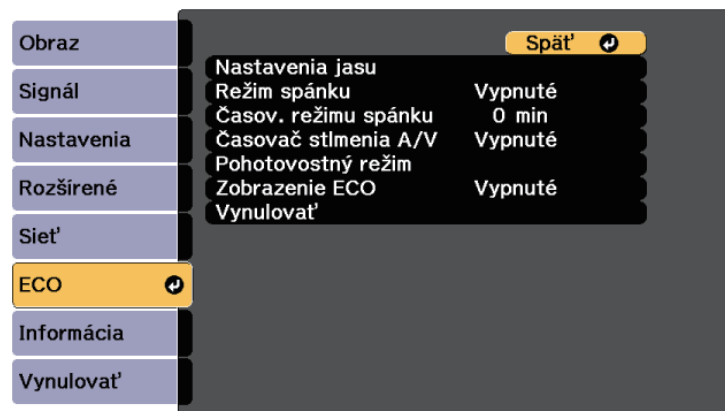 Obraz
Signál
Nastavenia
Rozšírené
Sieť
ECO
Informácia
Vynulovať
Späť
Nastavenia jasu
Režim spánku Vypnuté
Časov. režimu spánku 0 min
Časovač stlmenia A/V Vypnuté
Pohotovostný režim
Zobrazenie ECO Vypnuté
Vynulovať